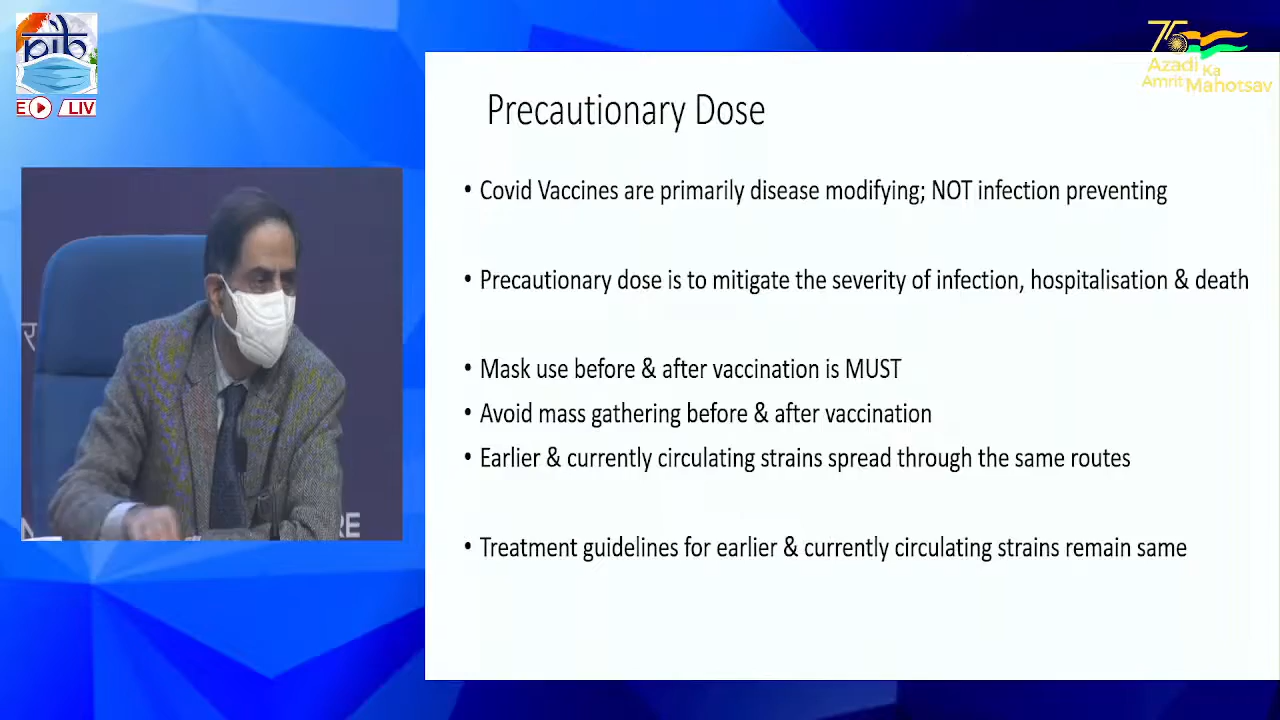 pib
E LIV
75
Azadi Ka
Amrit Mahotsav
Precautionary Dose
• Covid Vaccines are primarily disease modifying; NOT infection preventing
• Precautionary dose is to mitigate the severity of infection, hospitalisation & death
• Mask use before & after vaccination is MUST
• Avoid mass gathering before & after vaccination
• Earlier & currently circulating strains spread through the same routes
• Treatment guidelines for earlier & currently circulating strains remain same
RE